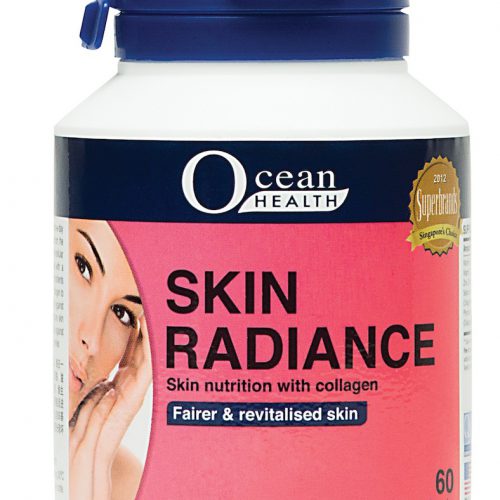 Ocean
HEALTH
2012
Superbrands
Singapore's Choice
SKIN
RADIANCE
Skin nutrition with collagen
Fairer & revitalised skin
60